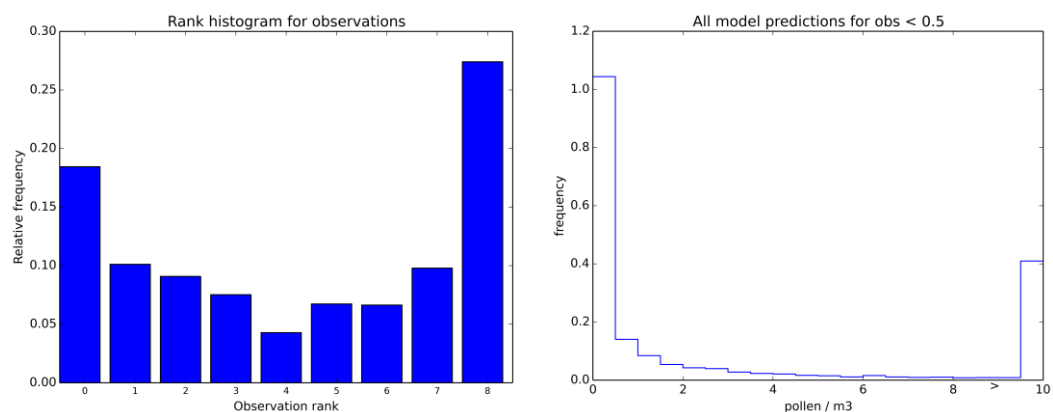 Rank histogram for observations
0.30
0.25
0.20
0.15
0.10
0.05
0.00
Relative frequency
0 1 2 3 4 5 6 7 8
Observation rank
All model predictions for obs < 0.5
1.2
1.0
0.8
0.6
0.4
0.2
0.0
frequency
0 2 4 6 8 > 10
pollen / m3